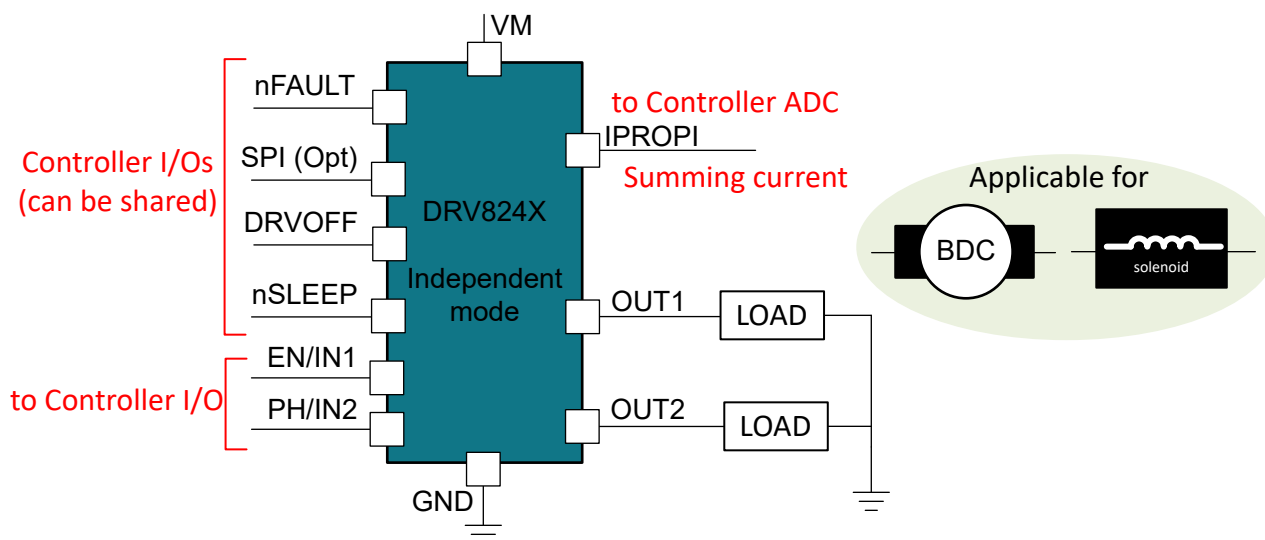 VM
nFAULT
SPI (Opt)
DRVOFF
nSLEEP
EN/IN1
PH/IN2
GND
Controller I/Os
(can be shared)
to Controller I/O
DRV824X
Independent
mode
to Controller ADC
IPROPI
Summing current
OUT1
LOAD
OUT2
LOAD
Applicable for
BDC
solenoid